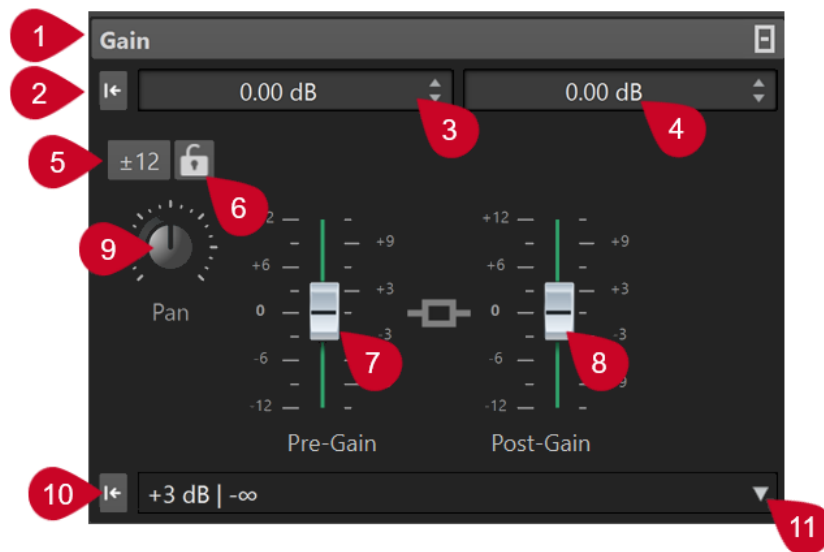 1 Gain
2 0.00 dB 0.00 dB
3 4
5 ±12
6
+12
+9 +9
9 +6 +6
+3 +3
Pan 0 0
-3 -3
7 8
-6 -6
-9
-12 -12
Pre-Gain Post-Gain
10 +3 dB | -∞
11